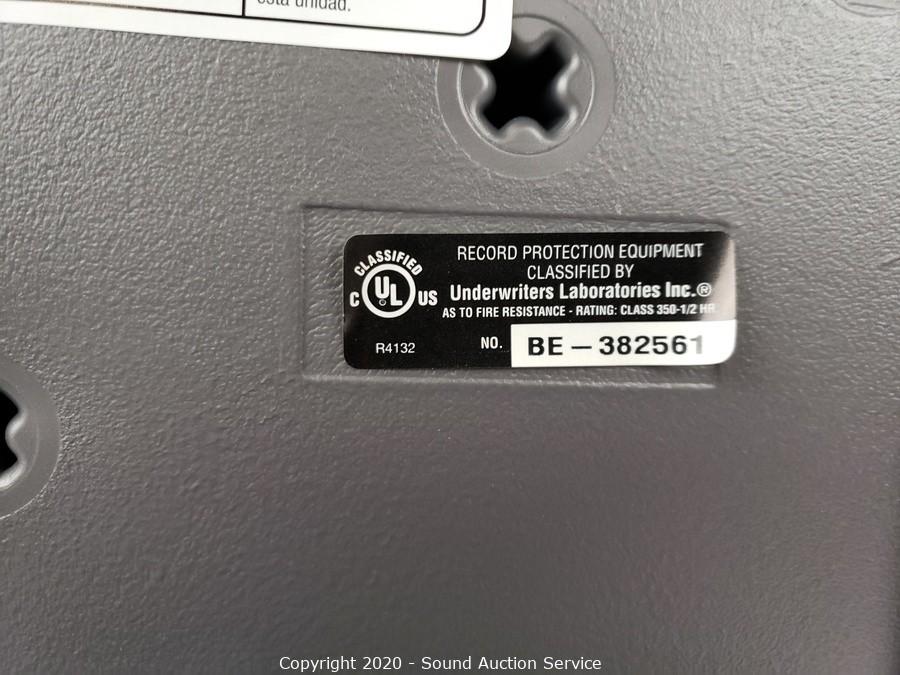 esta unidad.
CLASSIFIED
C UL US
®
RECORD PROTECTION EQUIPMENT
CLASSIFIED BY
Underwriters Laboratories Inc.®
AS TO FIRE RESISTANCE - RATING: CLASS 350-1/2 HR
R4132
NO. BE-382561
Copyright 2020 - Sound Auction Service